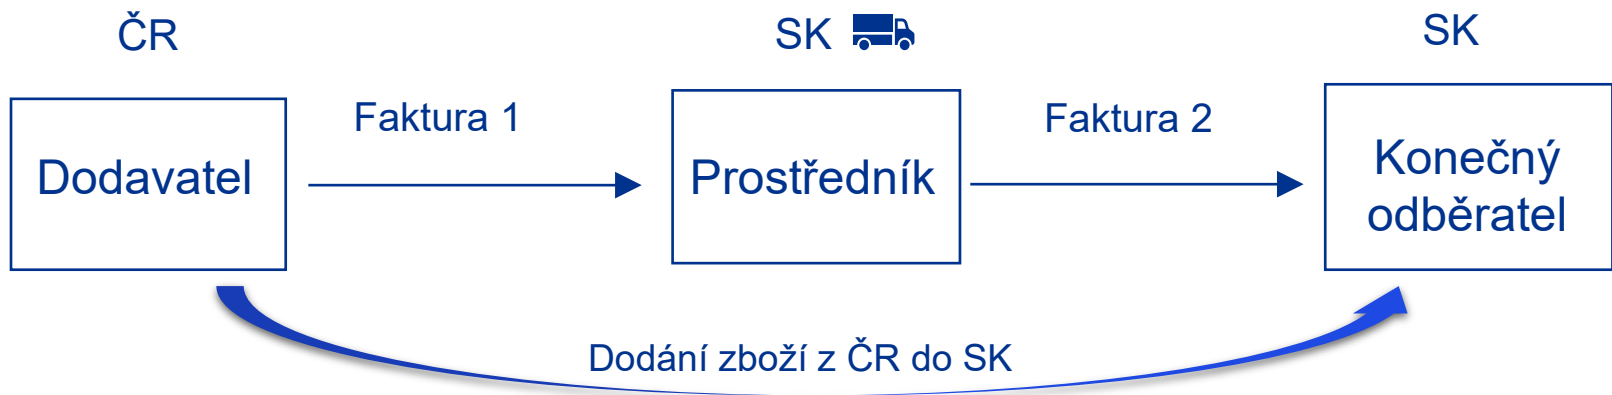 ČR
SK
SK
Faktura 1
Faktura 2
Dodavatel
Prostředník
Konečný
odběratel
Dodání zboží z ČR do SK